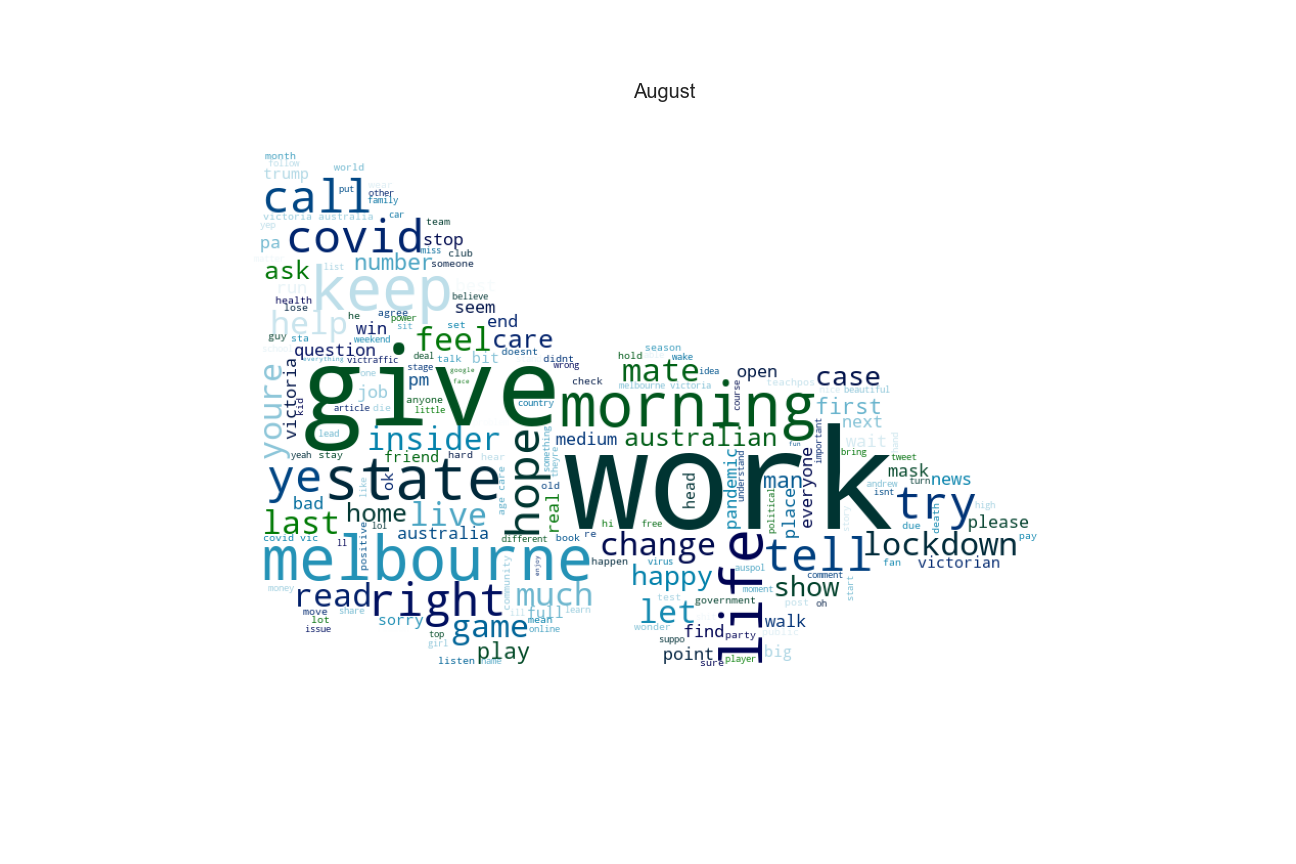 August
month
follow
world
trump
call
put
other
family
victoria australia
car
yep
team
covid
pa
stop
miss
club
number
someone
ask
list
keep
run
believe
health
lose
seem
he
agree
power
help
win
sit
set
end
guy
sta
weekend
feel
care
question
everything
victraffic
deal
talk
bit
doesnt
didnt
wrong
season
hold
wake
mate
idea
open
case
youre
victoria
kid
one
job
die
stage
pm
google
face
anyone
little
article
give
check
country
melbourne victoria
course
teachpos
nice
beautiful
morning
first
next
lead
insider
hope
something
theyre
medium
australian
fun
important
wait
hand
yeah
stay
friend
hard
hear
bring
tweet
ye
state
like
ok
age care
old
work
head
pandemic
understand
man
everyone
mask
turn
news
andrew
isnt
bad
home
live
real
political
place
story
try
high
last
lol
hi
free
due
death
please
pay
covid vic
ll
positive
australia
different
book
re
change
life
tell
lockdown
melbourne
enjoy
happen
virus
auspol
comment
fan
victorian
money
read
right
community
much
happy
moment
show
start
move
share
ill
full
learn
test
government
post
oh
lot
issue
sorry
game
mean
online
let
wonder
find
party
public
walk
top
girl
suppo
play
point
sure
player
big
listen
name